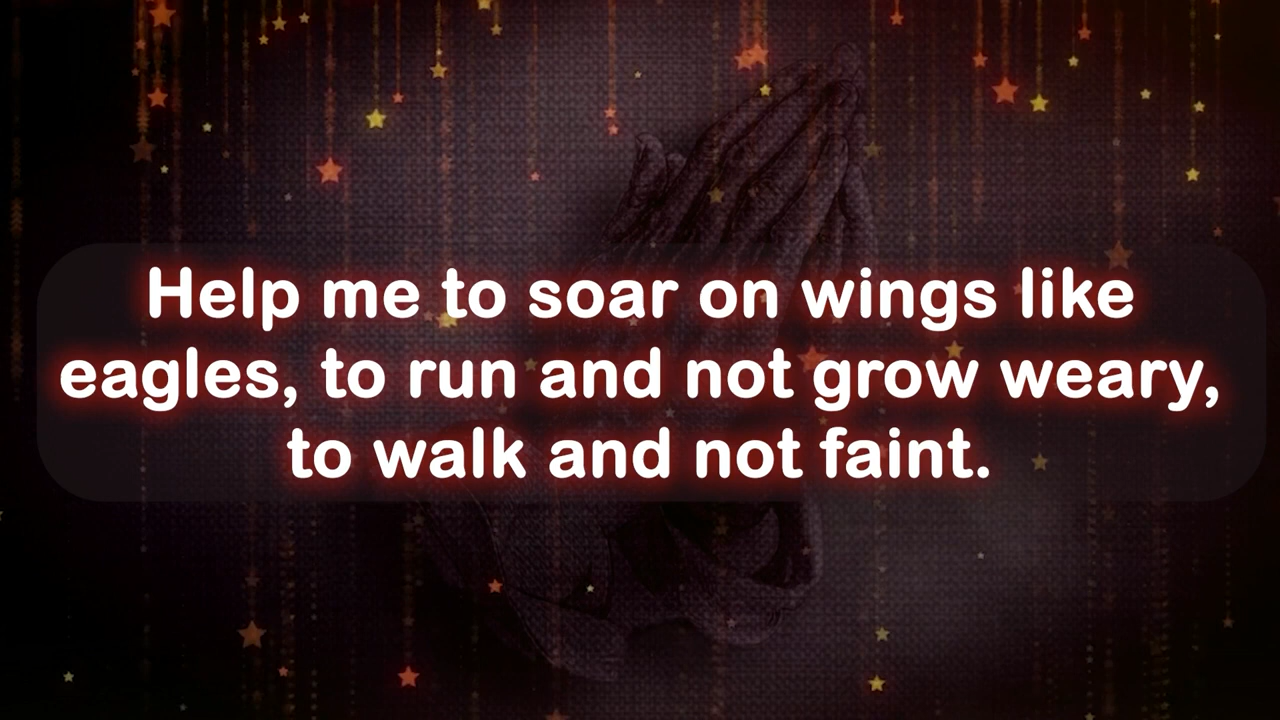 Help me to soar on wings like
eagles, to run and not grow weary,
to walk and not faint.